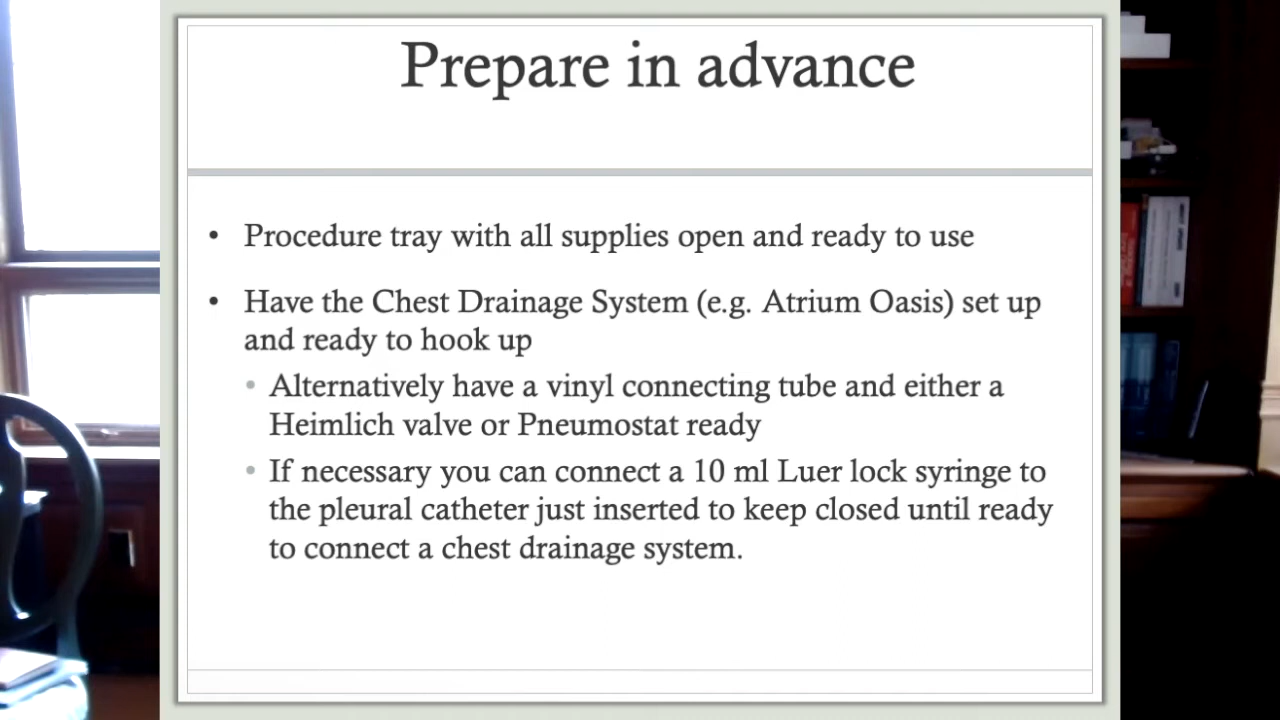 Prepare in advance
• Procedure tray with all supplies open and ready to use
• Have the Chest Drainage System (e.g. Atrium Oasis) set up
and ready to hook up
• Alternatively have a vinyl connecting tube and either a
Heimlich valve or Pneumostat ready
• If necessary you can connect a 10 ml Luer lock syringe to
the pleural catheter just inserted to keep closed until ready
to connect a chest drainage system.